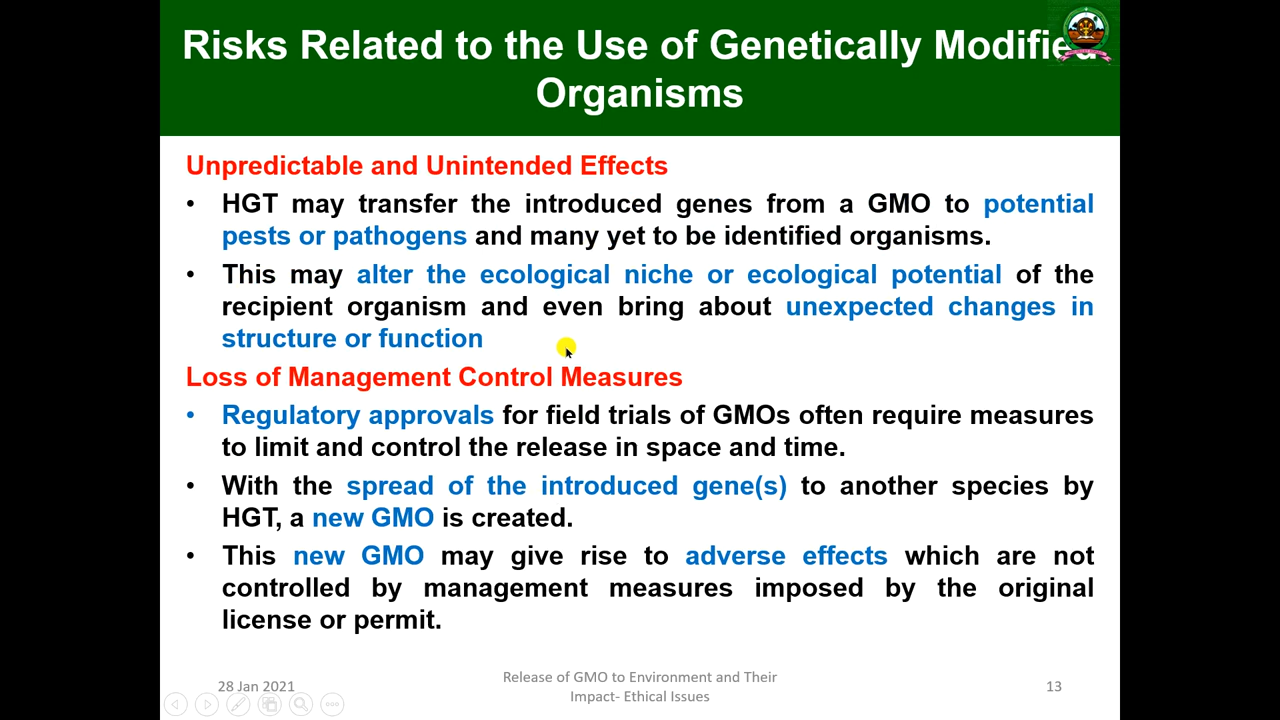 Risks Related to the Use of Genetically Modifie
Organisms
Unpredictable and Unintended Effects
• HGT may transfer the introduced genes from a GMO to potential
pests or pathogens and many yet to be identified organisms.
• This may alter the ecological niche or ecological potential of the
recipient organism and even bring about unexpected changes in
structure or function
Loss of Management Control Measures
• Regulatory approvals for field trials of GMOs often require measures
to limit and control the release in space and time.
• With the spread of the introduced gene(s) to another species by
HGT, a new GMO is created.
• This new GMO may give rise to adverse effects which are not
controlled by management measures imposed by the original
license or permit.
28 Jan 2021
Release of GMO to Environment and Their
Impact- Ethical Issues
13